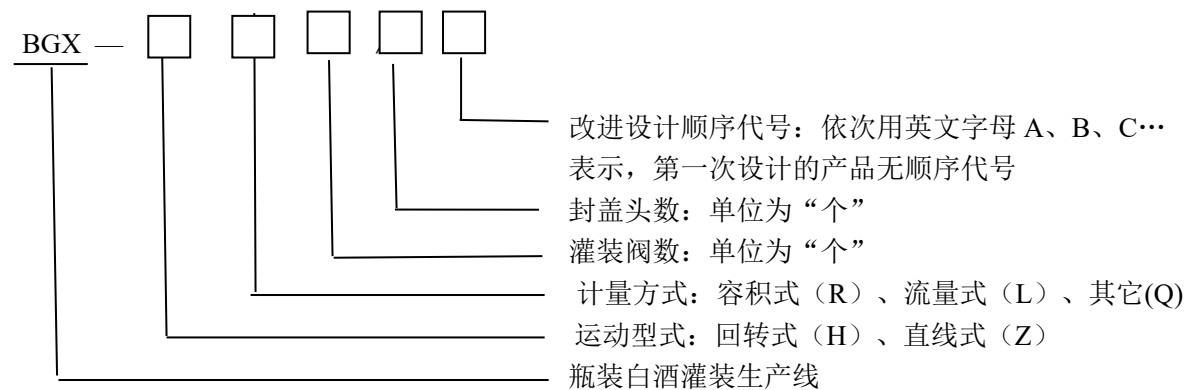 BGX — □ □ □ / □ □
改进设计顺序代号：依次用英文字母 A、B、C…
表示，第一次设计的产品无顺序代号
封盖头数：单位为“个”
灌装阀数：单位为“个”
计量方式：容积式（R）、流量式（L）、其它(Q)
运动型式：回转式（H）、直线式（Z）
瓶装白酒灌装生产线